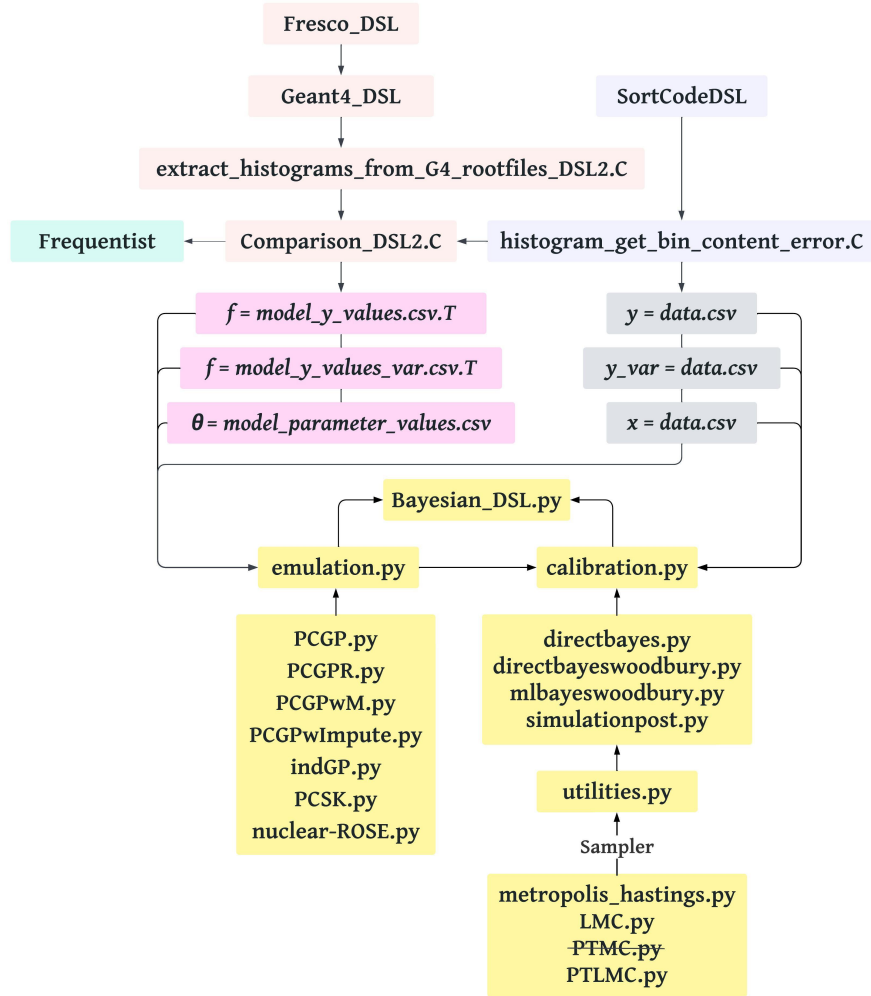 Fresco_DSL
Geant4_DSL
SortCodeDSL
extract_histograms_from_G4_rootfiles_DSL2.C
Frequentist
Comparison_DSL2.C
histogram_get_bin_content_error.C
f = model_y_values.csv.T
y = data.csv
f = model_y_values_var.csv.T
y_var = data.csv
θ = model_parameter_values.csv
x = data.csv
Bayesian_DSL.py
emulation.py
calibration.py
PCGP.py
PCGPR.py
PCGPwM.py
PCGPwImpute.py
indGP.py
PCSK.py
nuclear-ROSE.py
directbayes.py
directbayeswoodbury.py
mlbayeswoodbury.py
simulationpost.py
utilities.py
Sampler
metropolis_hastings.py
LMC.py
PTMC.py
PTLMC.py